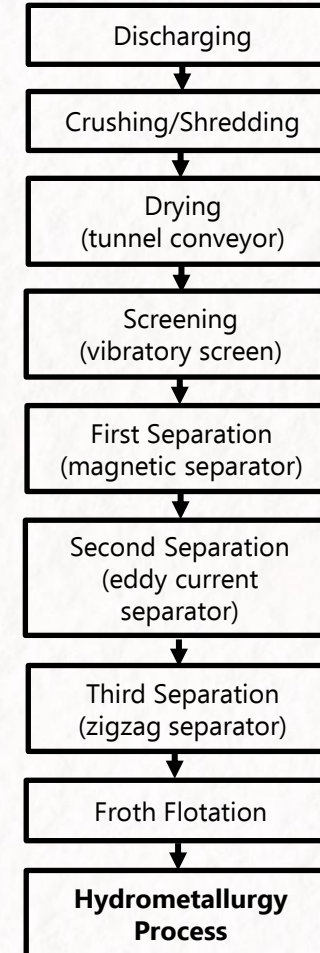 Discharging
Crushing/Shredding
Drying
(tunnel conveyor)
Screening
(vibratory screen)
First Separation
(magnetic separator)
Second Separation
(eddy current
separator)
Third Separation
(zigzag separator)
Froth Flotation
Hydrometallurgy
Process